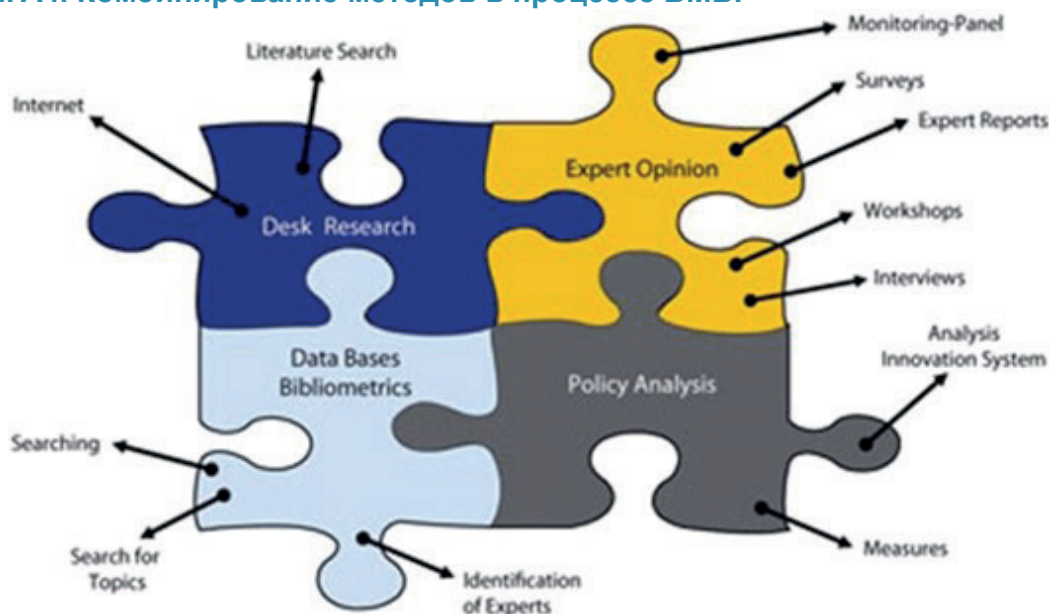 Комбинирование методов в процессе
Monitoring-Panel
Literature Search
Surveys
Internet
Expert Reports
Expert Opinion
Workshops
Desk Research
Interviews
Analysis
Innovation System
Data Bases
Bibliometrics
Policy Analysis
Searching
Search for
Topics
Measures
Identification
of Experts